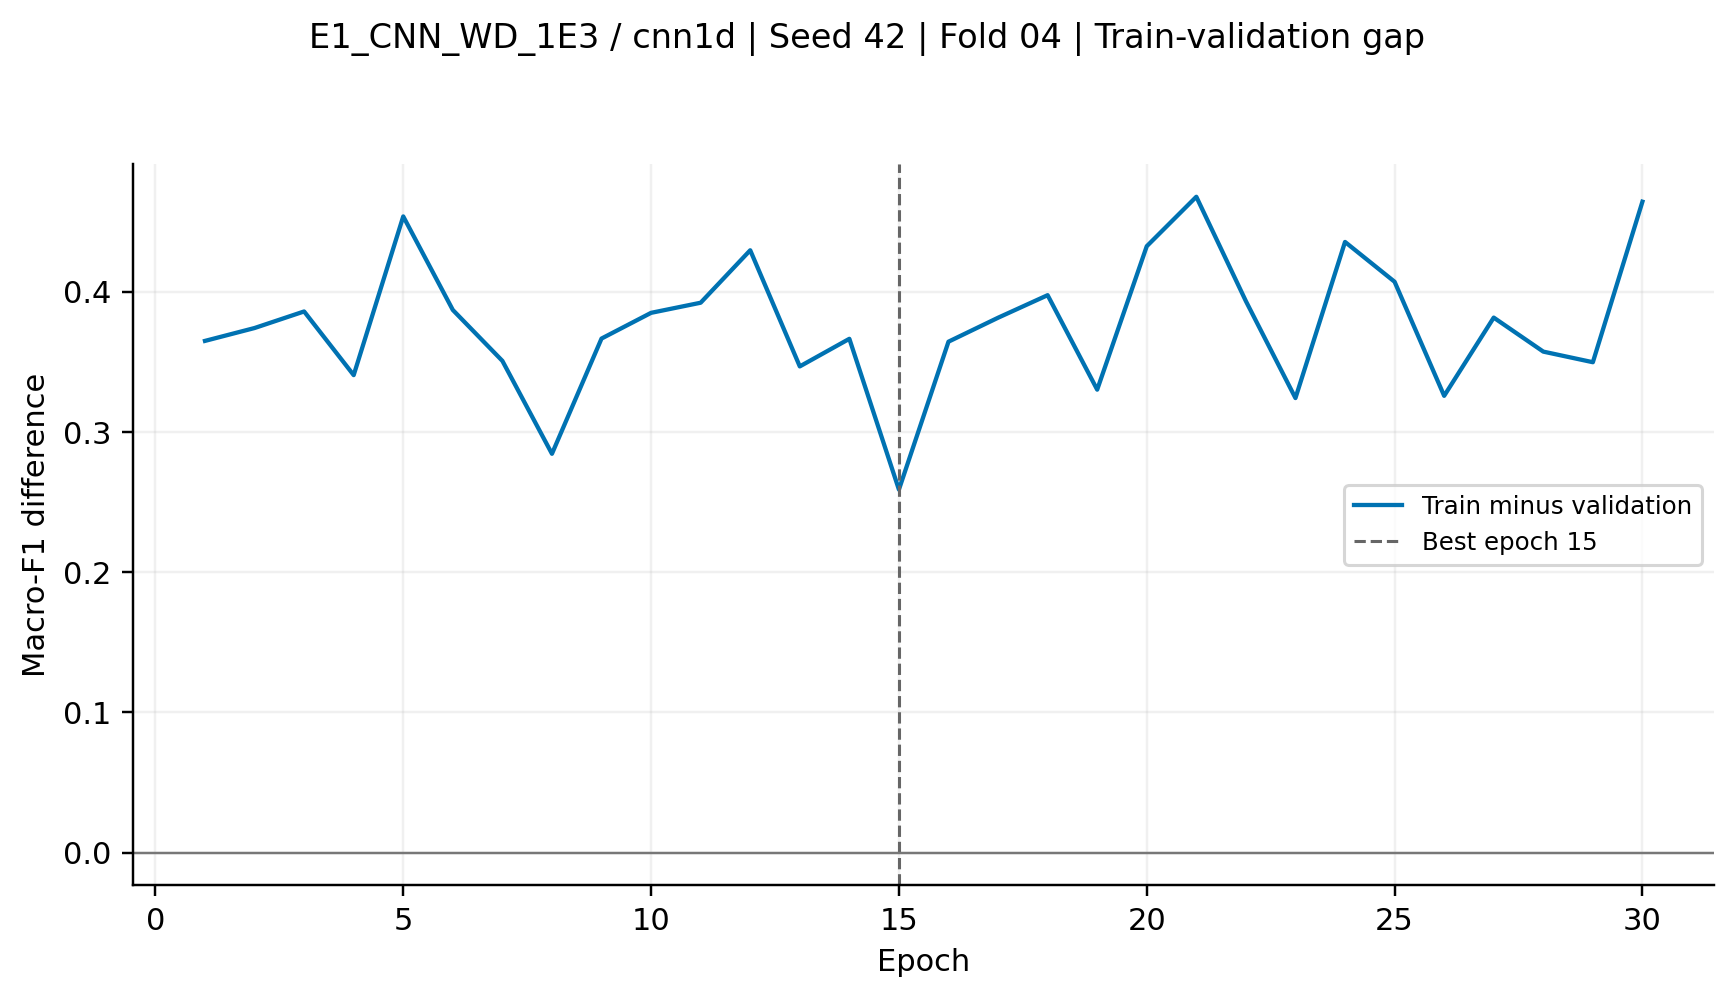 E1_CNN_WD_1E3 / cnn1d | Seed 42 | Fold 04 | Train-validation gap
Macro-F1 difference
0.4
0.3
0.2
0.1
0.0
Train minus validation
Best epoch 15
0 5 10 15 20 25 30
Epoch